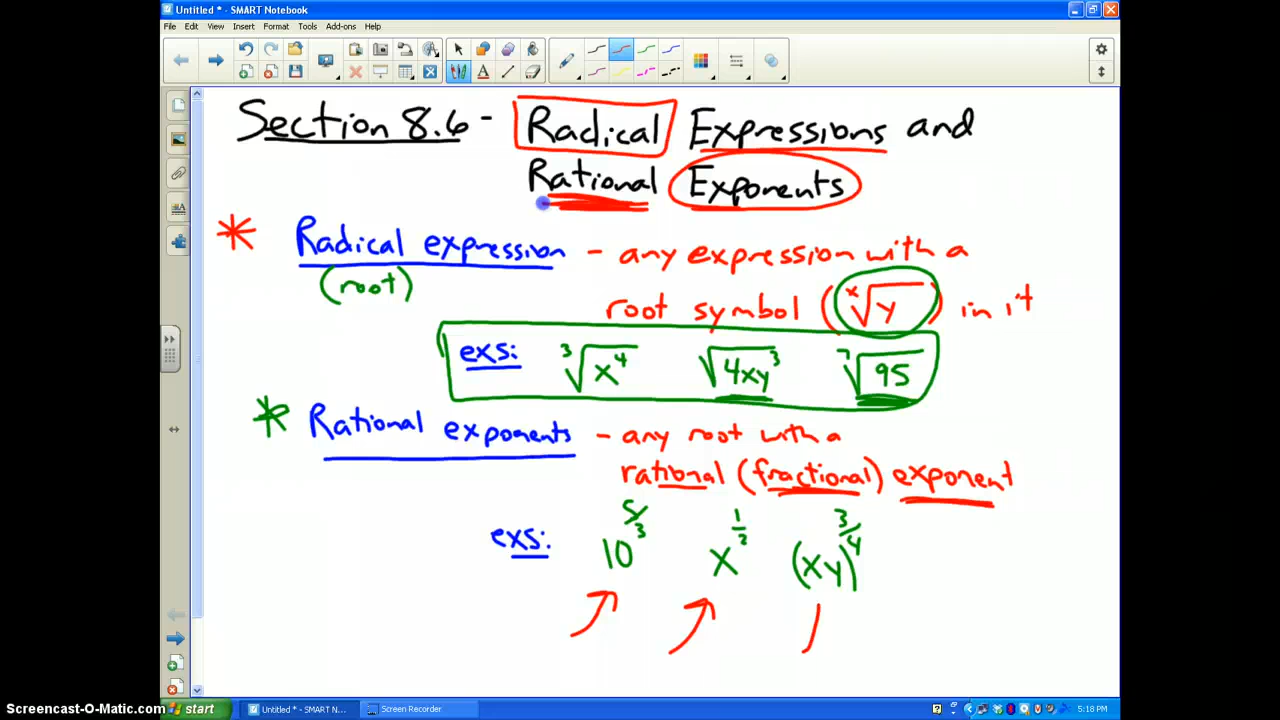 Untitled * - SMART Notebook
File Edit View Insert Format Tools Add-ons Help
Section 8.6 - Radical Expressions and
Rational Exponents
* Radical expression - any expression with a
(root)
root symbol (ˣ√y) in it
exs: ³√x⁴ √4xy³ ⁷√95
* Rational exponents - any root with a
rational (fractional) exponent
exs: 10^5/3 x^1/2 (xy)^3/4
Screencast-O-Matic.com
start
Untitled * - SMART N...
Screen Recorder
5:18 PM